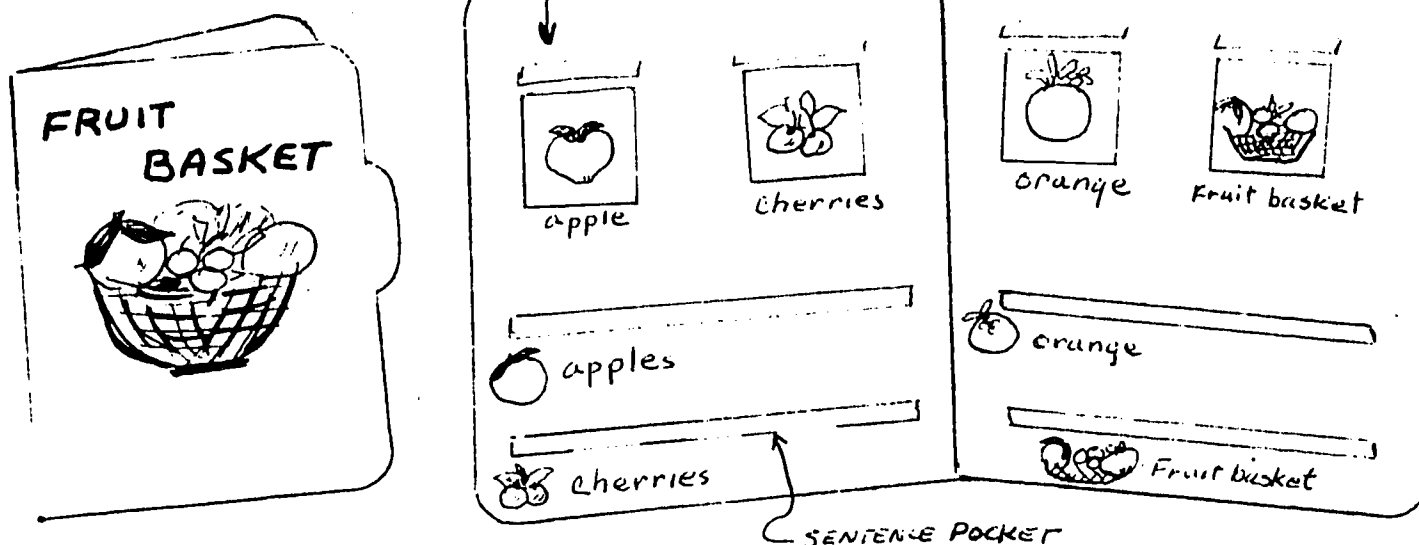 FRUIT
BASKET
apple
cherries
orange
Fruit basket
apples
cherries
orange
Fruit basket
SENTENCE POCKET